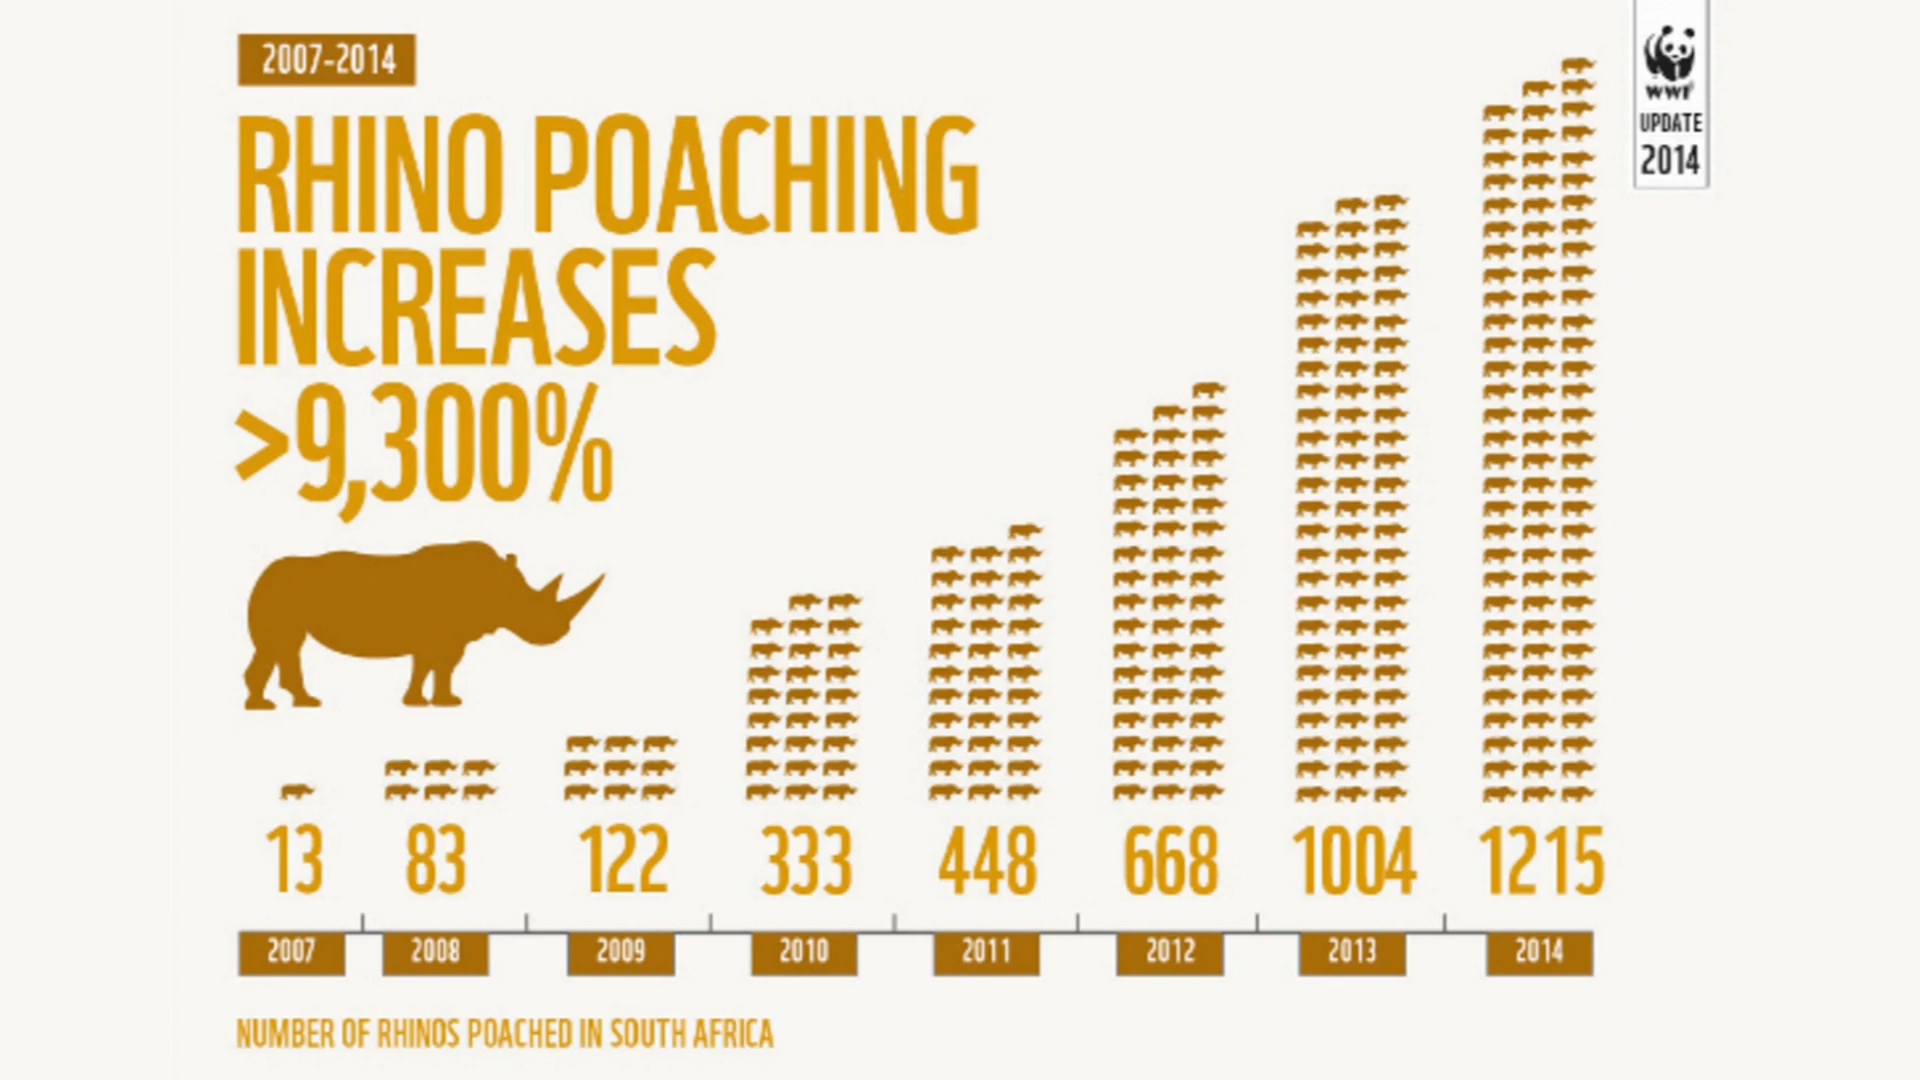 2007-2014
RHINO POACHING
INCREASES
>9,300%
WWF
UPDATE
2014
13 83 122 333 448 668 1004 1215
2007 2008 2009 2010 2011 2012 2013 2014
NUMBER OF RHINOS POACHED IN SOUTH AFRICA